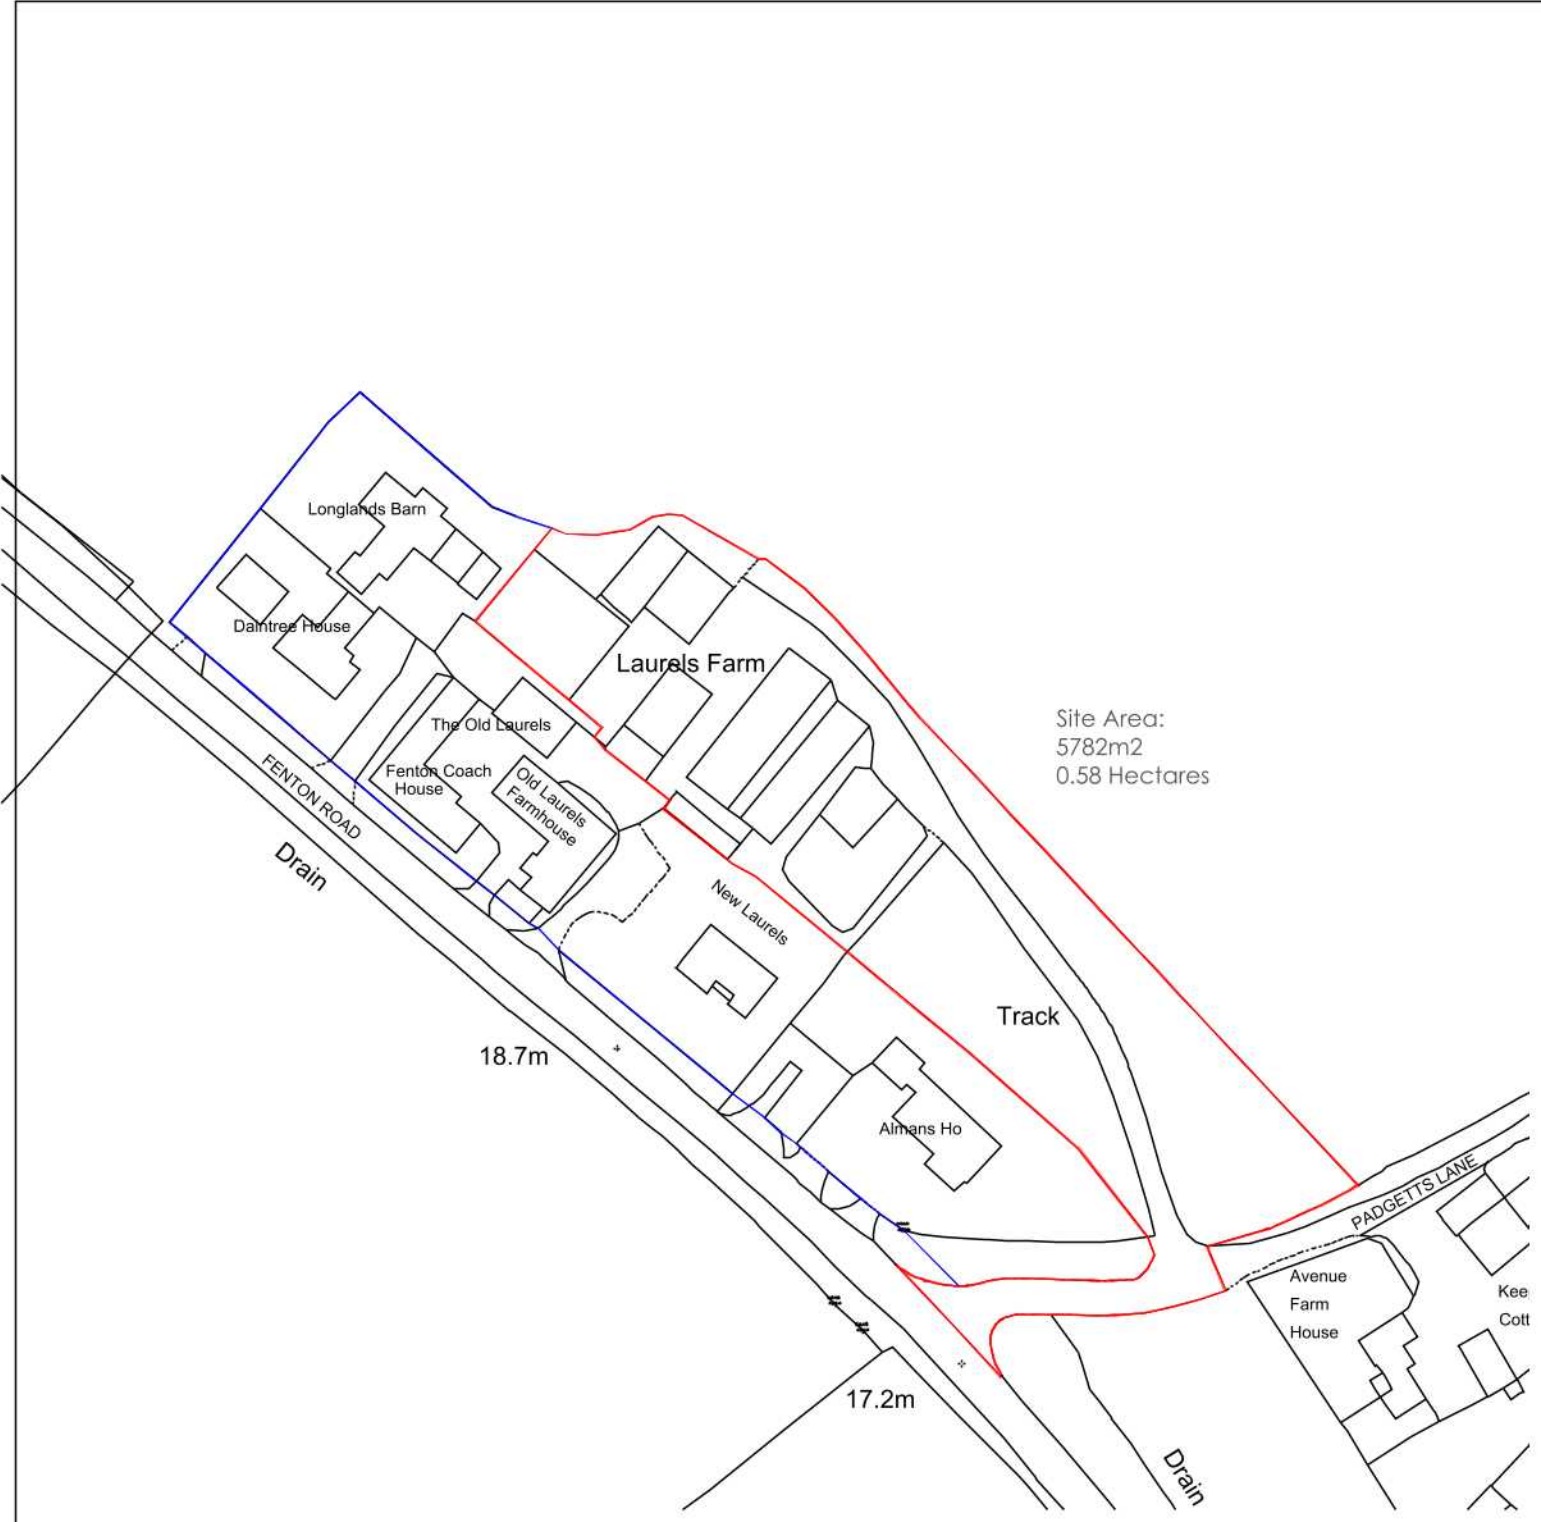 Longlands Barn
Daintree House
Laurels Farm
Site Area:
5782m2
0.58 Hectares
The Old Laurels
Fenton Coach
House
Old Laurels
Farmhouse
FENTON ROAD
Drain
New Laurels
Track
18.7m
Almans Ho
PADGETTS LANE
Avenue
Farm
House
Kee
Cott
17.2m
Drain